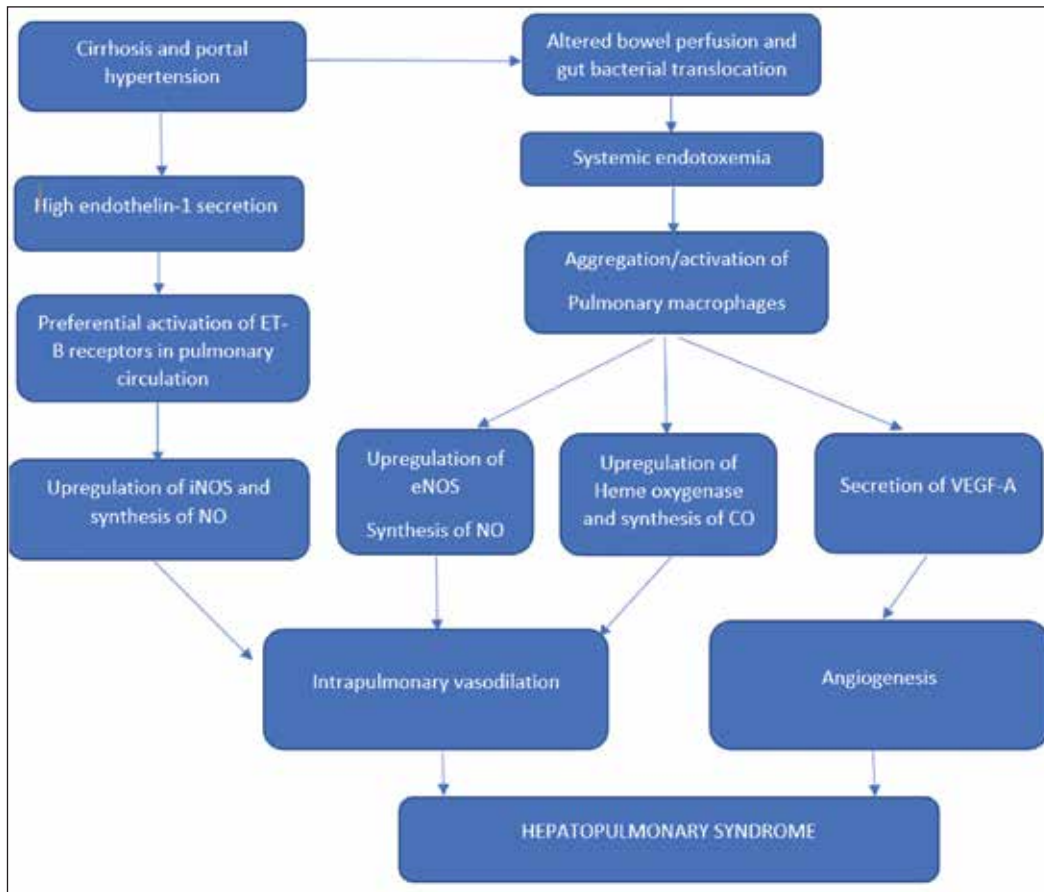 Cirrhosis and portal
hypertension
Altered bowel perfusion and
gut bacterial translocation
Systemic endotoxemia
High endothelin-1 secretion
Aggregation/activation of
Pulmonary macrophages
Preferential activation of ET-
B receptors in pulmonary
circulation
Upregulation of iNOS and
synthesis of NO
Upregulation of
eNOS
Synthesis of NO
Upregulation of
Heme oxygenase
and synthesis of CO
Secretion of VEGF-A
Intrapulmonary vasodilation
Angiogenesis
HEPATOPULMONARY SYNDROME